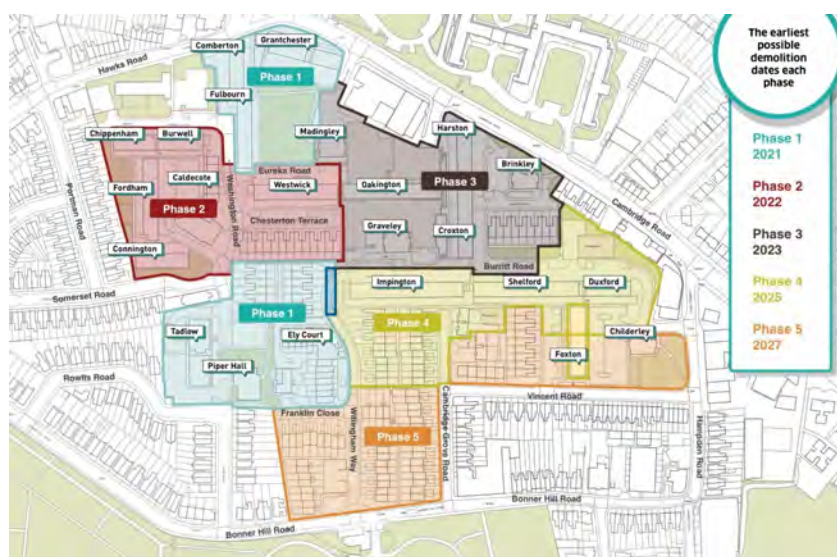 The earliest
possible
demolition
dates each
phase
Phase 1
2021
Phase 2
2022
Phase 3
2023
Phase 4
2025
Phase 5
2027
Hawks Road
Comberton
Grantchester
Phase 1
Fulbourn
Madingley
Harston
Chippenham
Burwell
Brinkley
Eureka Road
Caldecote
Westwick
Oakington
Phase 3
Fordham
Phase 2
Washington Road
Portman Road
Chesterton Terrace
Graveley
Croxton
Cambridge Road
Connington
Burritt Road
Somerset Road
Impington
Shelford
Duxford
Phase 1
Phase 4
Tadlow
Ely Court
Childerley
Foxton
Piper Hall
Rowlls Road
Vincent Road
Franklin Close
Willingham Way
Cambridge Grove Road
Hampden Road
Phase 5
Bonner Hill Road
Bonner Hill Road